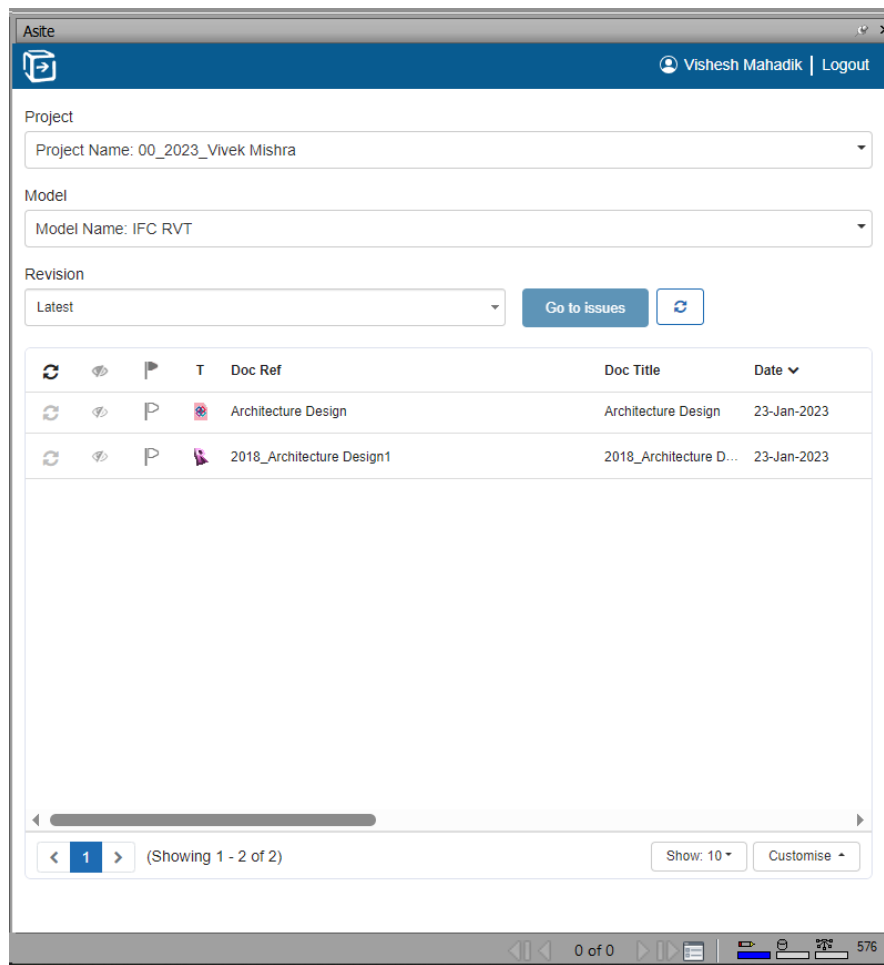 Asite
Vishesh Mahadik | Logout
Project
Project Name: 00_2023_Vivek Mishra
Model
Model Name: IFC RVT
Revision
Latest Go to issues
T Doc Ref Doc Title Date
Architecture Design Architecture Design 23-Jan-2023
2018_Architecture Design1 2018_Architecture D... 23-Jan-2023
1 (Showing 1 - 2 of 2) Show: 10 Customise
0 of 0 576